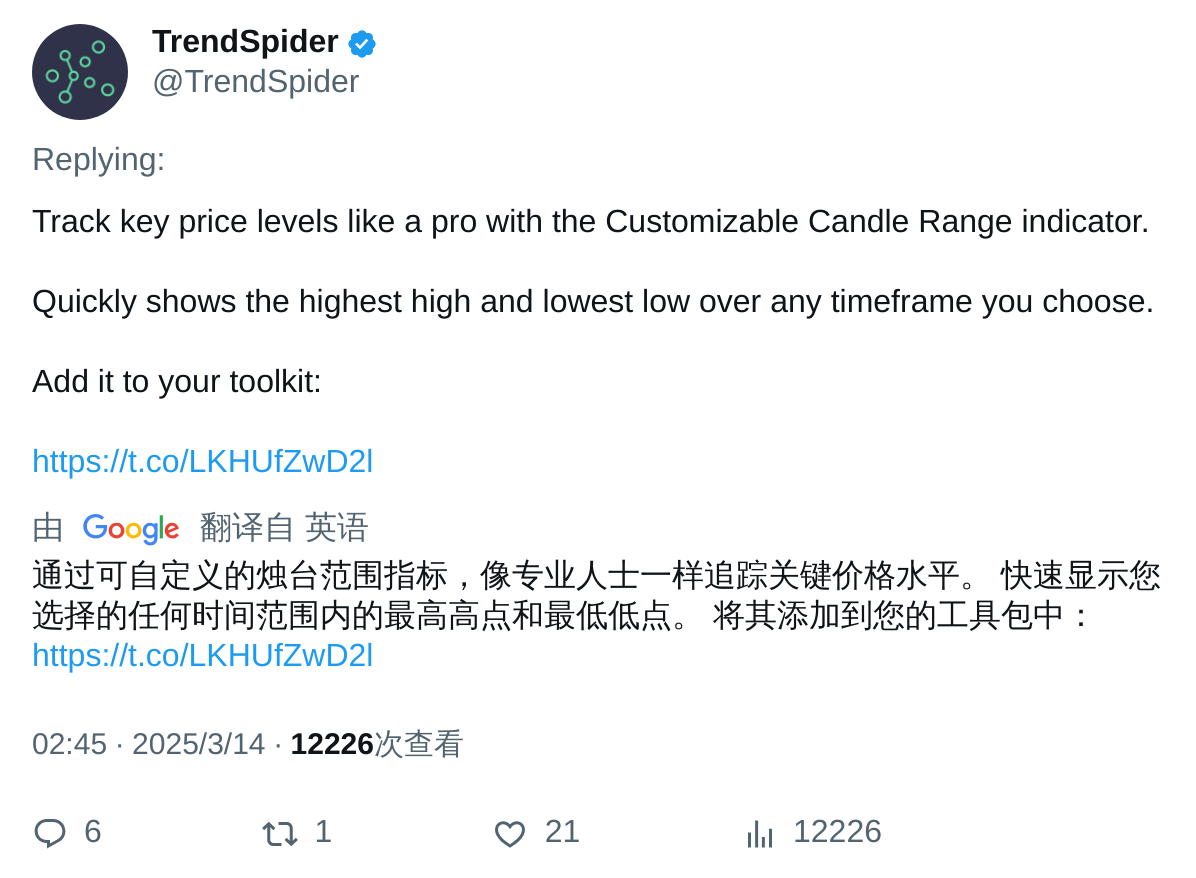 TrendSpider
@TrendSpider
Replying:
Track key price levels like a pro with the Customizable Candle Range indicator.
Quickly shows the highest high and lowest low over any timeframe you choose.
Add it to your toolkit:
https://t.co/LKHUfZwD2l
由 Google 翻译自 英语
通过可自定义的烛台范围指标，像专业人士一样追踪关键价格水平。 快速显示您
选择的任何时间范围内的最高高点和最低低点。 将其添加到您的工具包中：
https://t.co/LKHUfZwD2l
02:45 · 2025/3/14 · 12226次查看
6 1 21 12226